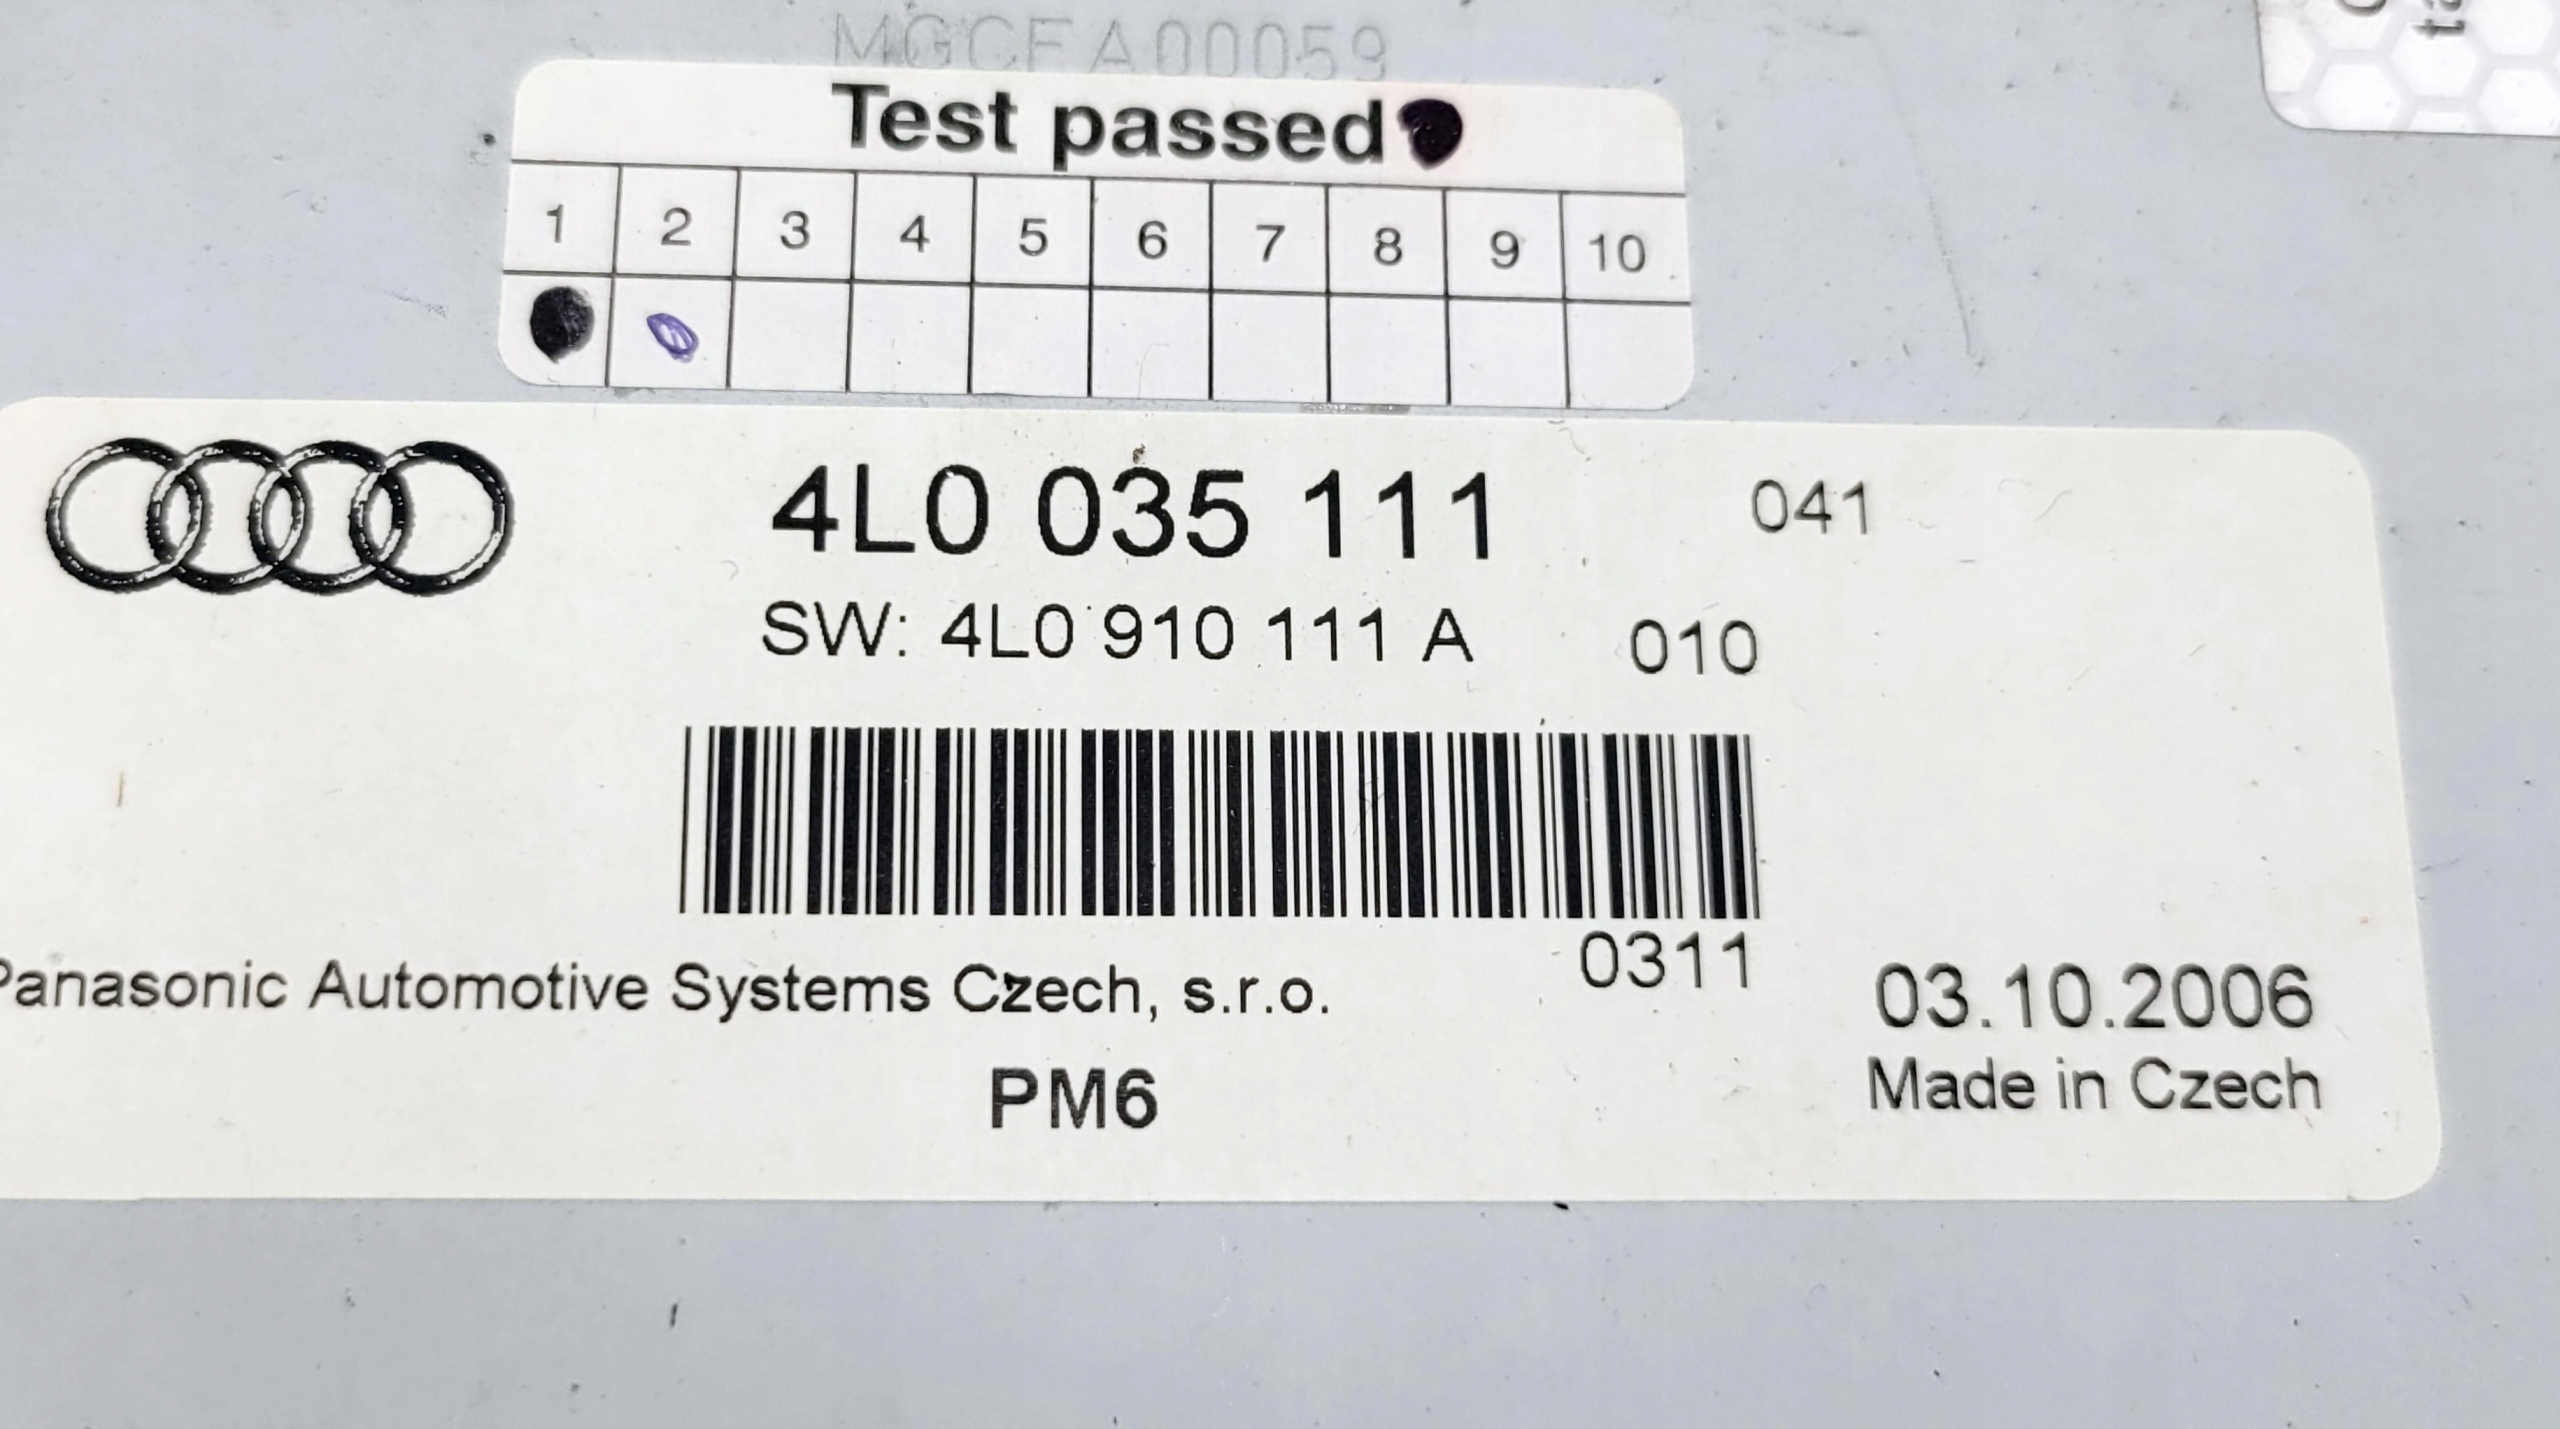 MGCFA00059
Test passed
1 2 3 4 5 6 7 8 9 10
4L0 035 111 041
SW: 4L0 910 111 A 010
0311
Panasonic Automotive Systems Czech, s.r.o.
03.10.2006
PM6
Made in Czech